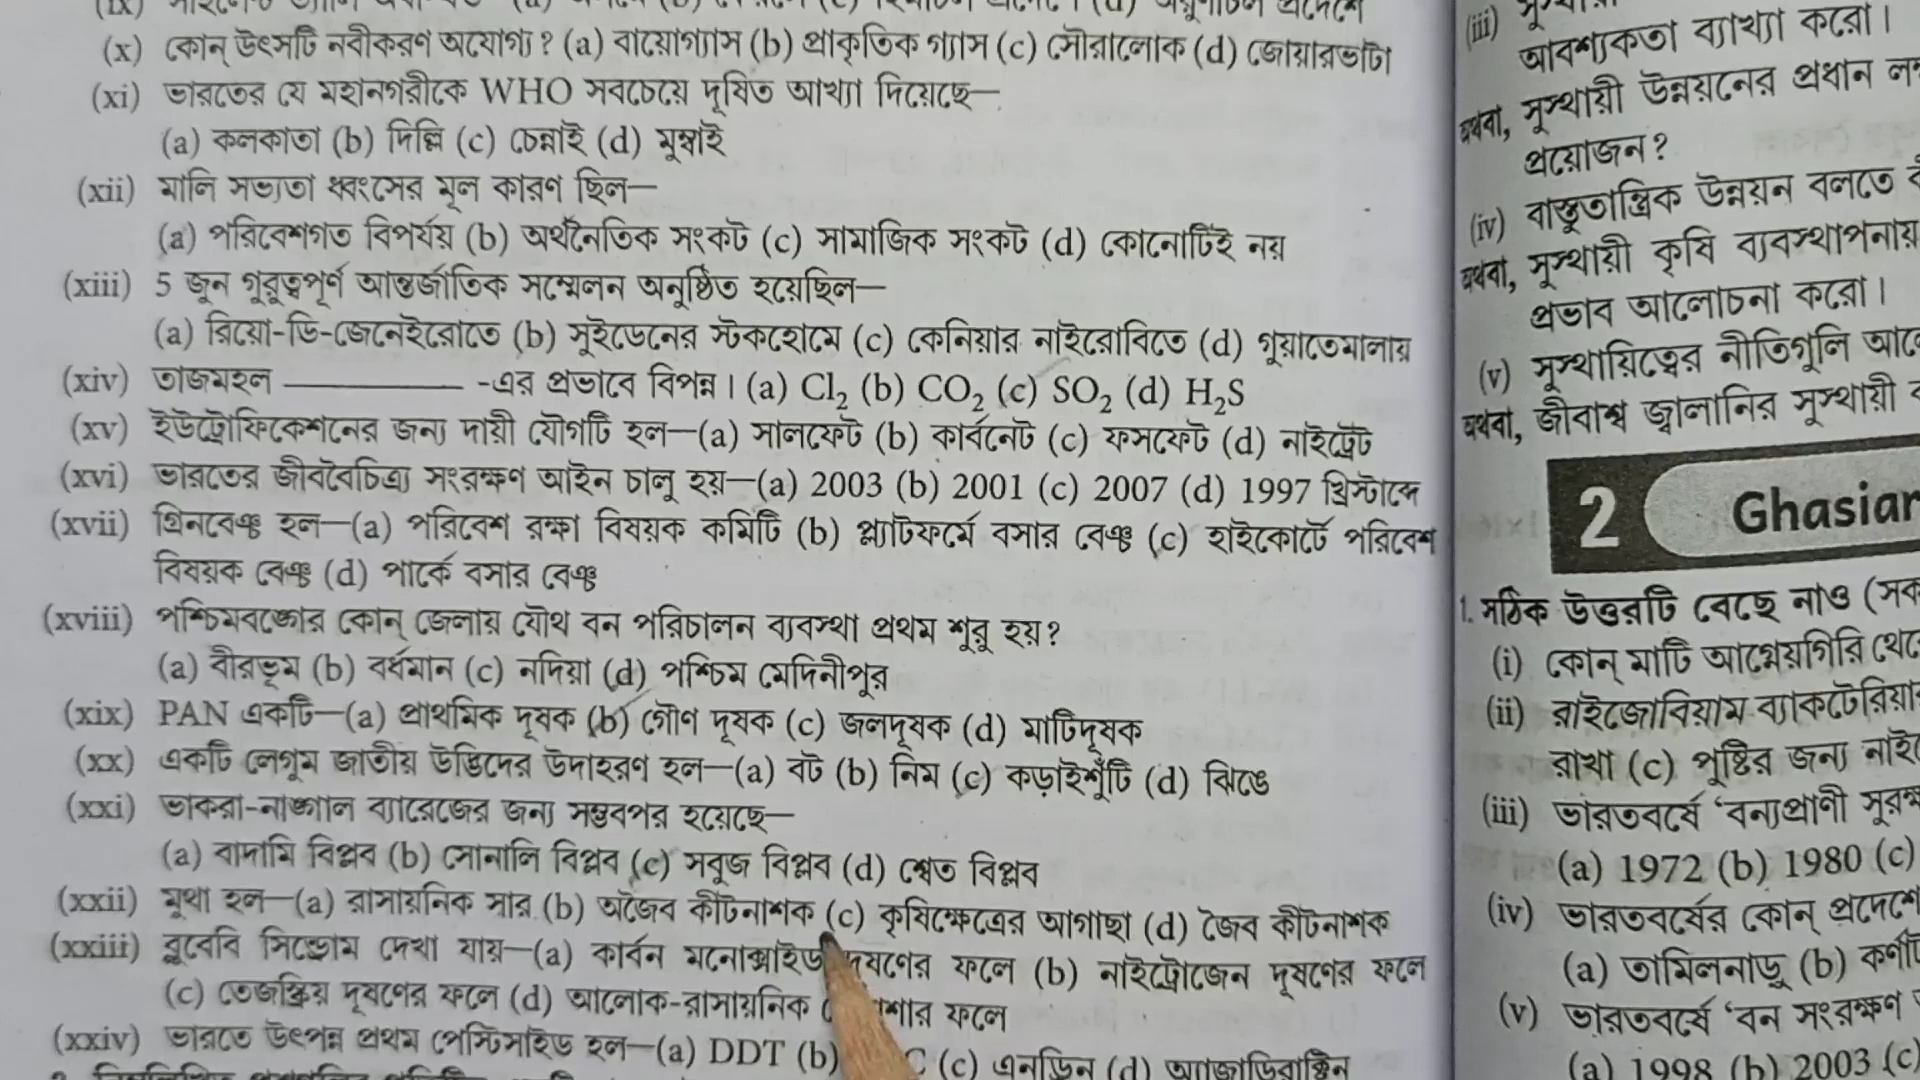 (x) কোন্ উৎসটি নবীকরণ অযোগ্য? (a) বায়োগ্যাস (b) প্রাকৃতিক গ্যাস (c) সৌরালোক (d) জোয়ারভাটা
(xi) ভারতের যে মহানগরীকে WHO সবচেয়ে দূষিত আখ্যা দিয়েছে—
(a) কলকাতা (b) দিল্লি (c) চেন্নাই (d) মুম্বাই
(xii) মালি সভ্যতা ধ্বংসের মূল কারণ ছিল—
(a) পরিবেশগত বিপর্যয় (b) অর্থনৈতিক সংকট (c) সামাজিক সংকট (d) কোনোটিই নয়
(xiii) 5 জুন গুরুত্বপূর্ণ আন্তর্জাতিক সম্মেলন অনুষ্ঠিত হয়েছিল—
(a) রিয়ো-ডি-জেনেইরোতে (b) সুইডেনের স্টকহোমে (c) কেনিয়ার নাইরোবিতে (d) গুয়াতেমালায়
(xiv) তাজমহল ________ -এর প্রভাবে বিপন্ন। (a) Cl₂ (b) CO₂ (c) SO₂ (d) H₂S
(xv) ইউট্রোফিকেশনের জন্য দায়ী যৌগটি হল—(a) সালফেট (b) কার্বনেট (c) ফসফেট (d) নাইট্রেট
(xvi) ভারতের জীববৈচিত্র্য সংরক্ষণ আইন চালু হয়—(a) 2003 (b) 2001 (c) 2007 (d) 1997 খ্রিস্টাব্দে
(xvii) গ্রিনবেঞ্চ হল—(a) পরিবেশ রক্ষা বিষয়ক কমিটি (b) প্ল্যাটফর্মে বসার বেঞ্চ (c) হাইকোর্টে পরিবেশ
বিষয়ক বেঞ্চ (d) পার্কে বসার বেঞ্চ
(xviii) পশ্চিমবঙ্গের কোন্ জেলায় যৌথ বন পরিচালন ব্যবস্থা প্রথম শুরু হয়?
(a) বীরভূম (b) বর্ধমান (c) নদিয়া (d) পশ্চিম মেদিনীপুর
(xix) PAN একটি—(a) প্রাথমিক দূষক (b) গৌণ দূষক (c) জলদূষক (d) মাটিদূষক
(xx) একটি লেগুম জাতীয় উদ্ভিদের উদাহরণ হল—(a) বট (b) নিম (c) কড়াইশুঁটি (d) ঝিঙে
(xxi) ভাকরা-নাঙ্গাল ব্যারেজের জন্য সম্ভবপর হয়েছে—
(a) বাদামি বিপ্লব (b) সোনালি বিপ্লব (c) সবুজ বিপ্লব (d) শ্বেত বিপ্লব
(xxii) মুথা হল—(a) রাসায়নিক সার (b) অজৈব কীটনাশক (c) কৃষিক্ষেত্রের আগাছা (d) জৈব কীটনাশক
(xxiii) ব্লুবেবি সিন্ড্রোম দেখা যায়—(a) কার্বন মনোক্সাইড দূষণের ফলে (b) নাইট্রোজেন দূষণের ফলে
(c) তেজস্ক্রিয় দূষণের ফলে (d) আলোক-রাসায়নিক ফলে
(xxiv) ভারতে উৎপন্ন প্রথম পেস্টিসাইড হল—(a) DDT (b) (c) এনড্রিন (d) অ্যাজাডিরাক্টিন
(iii)
আবশ্যকতা ব্যাখ্যা করো।
অথবা, সুস্থায়ী উন্নয়নের প্রধান
প্রয়োজন?
(iv) বাস্তুতান্ত্রিক উন্নয়ন বলতে
অথবা, সুস্থায়ী কৃষি ব্যবস্থাপনায়
প্রভাব আলোচনা করো।
(v) সুস্থায়িত্বের নীতিগুলি
অথবা, জীবাশ্ম জ্বালানির সুস্থায়ী
2 Ghasiar
1. সঠিক উত্তরটি বেছে নাও
(i) কোন্ মাটি আগ্নেয়গিরি
(ii) রাইজোবিয়াম ব্যাকটেরিয়া
রাখা (c) পুষ্টির জন্য
(iii) ভারতবর্ষে ‘বন্যপ্রাণী
(a) 1972 (b) 1980 (c)
(iv) ভারতবর্ষের কোন্ প্রদেশে
(a) তামিলনাড়ু (b)
(v) ভারতবর্ষে ‘বন সংরক্ষণ
(a) 1998 (b) 2003 (c)